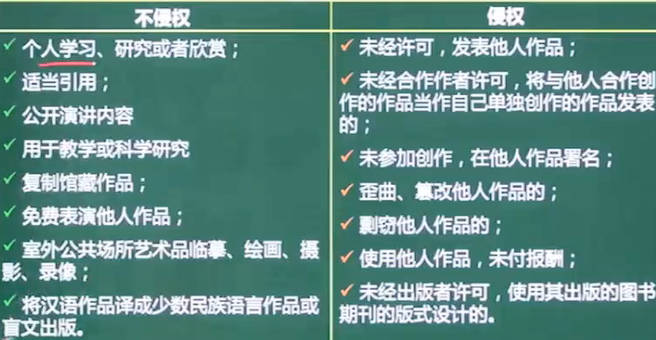 不侵权
✓ 个人学习、研究或者欣赏；
✓ 适当引用；
✓ 公开演讲内容
✓ 用于教学或科学研究
✓ 复制馆藏作品；
✓ 免费表演他人作品；
✓ 室外公共场所艺术品临摹、绘画、摄
影、录像；
✓ 将汉语作品译成少数民族语言作品或
盲文出版。
侵权
✓ 未经许可，发表他人作品；
✓ 未经合作作者许可，将与他人合作创
作的作品当作自己单独创作的作品发表
的；
✓ 未参加创作，在他人作品署名；
✓ 歪曲、篡改他人作品的；
✓ 剽窃他人作品的；
✓ 使用他人作品，未付报酬；
✓ 未经出版者许可，使用其出版的图书
期刊的版式设计的。